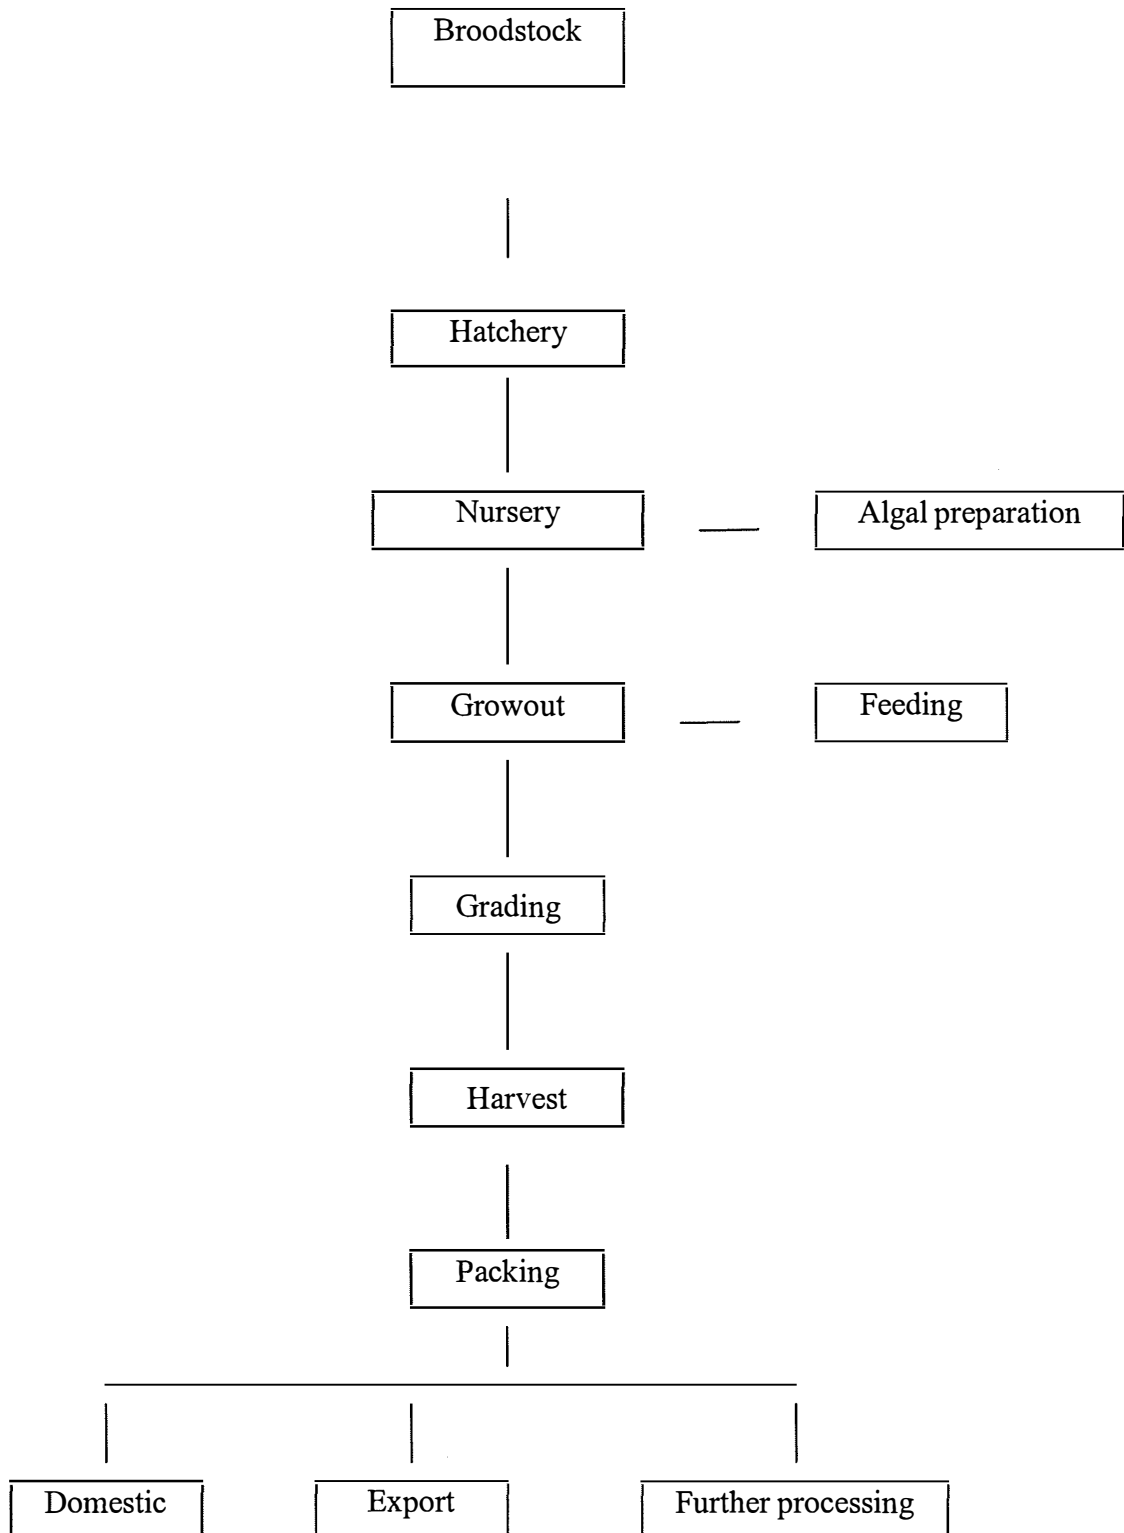 Broodstock
Hatchery
Nursery
Algal preparation
Growout
Feeding
Grading
Harvest
Packing
Domestic
Export
Further processing